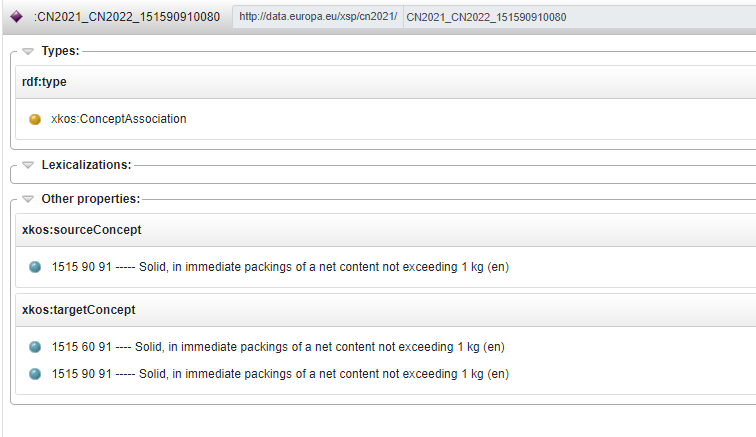 :CN2021_CN2022_151590910080 http://data.europa.eu/xsp/cn2021/ CN2021_CN2022_151590910080
Types:
rdf:type
xkos:ConceptAssociation
Lexicalizations:
Other properties:
xkos:sourceConcept
1515 90 91 ----- Solid, in immediate packings of a net content not exceeding 1 kg (en)
xkos:targetConcept
1515 60 91 ---- Solid, in immediate packings of a net content not exceeding 1 kg (en)
1515 90 91 ----- Solid, in immediate packings of a net content not exceeding 1 kg (en)